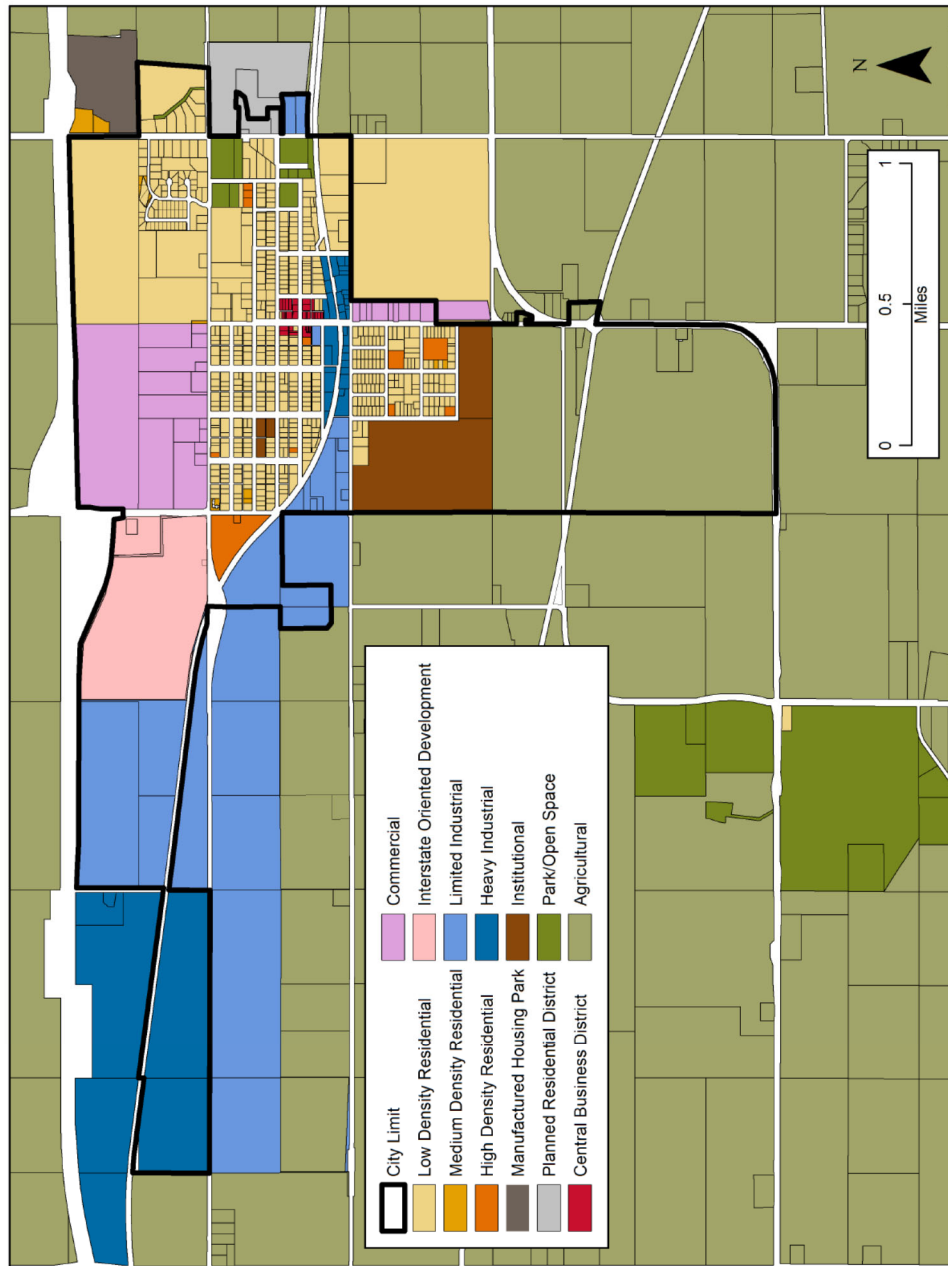 City Limit
Low Density Residential
Medium Density Residential
High Density Residential
Manufactured Housing Park
Planned Residential District
Central Business District
Commercial
Interstate Oriented Development
Limited Industrial
Heavy Industrial
Institutional
Park/Open Space
Agricultural
0 0.5 1
Miles
N